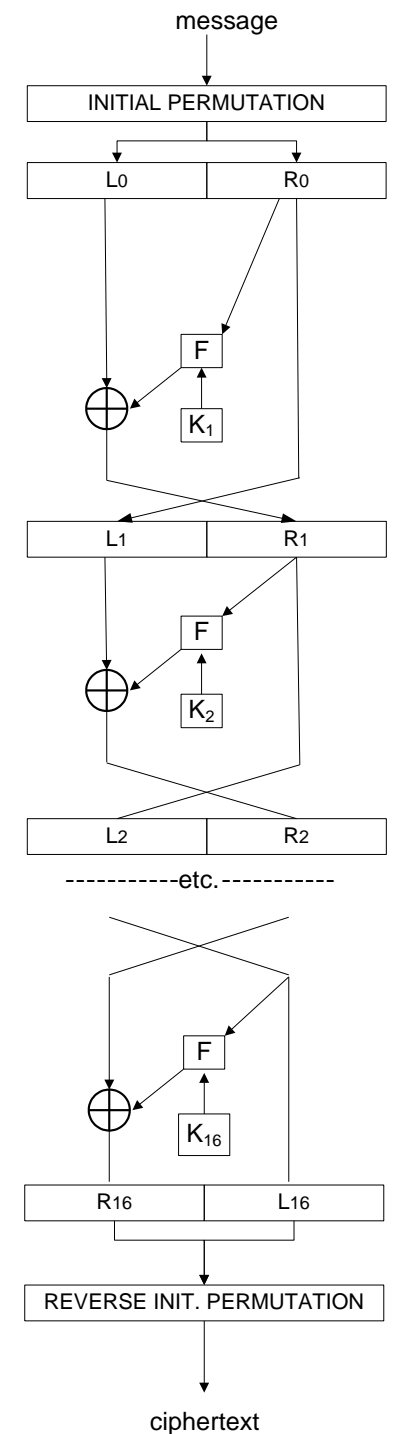 message
INITIAL PERMUTATION
L0 R0
F
K1
L1 R1
F
K2
L2 R2
-----------etc.-----------
F
K16
R16 L16
REVERSE INIT. PERMUTATION
ciphertext